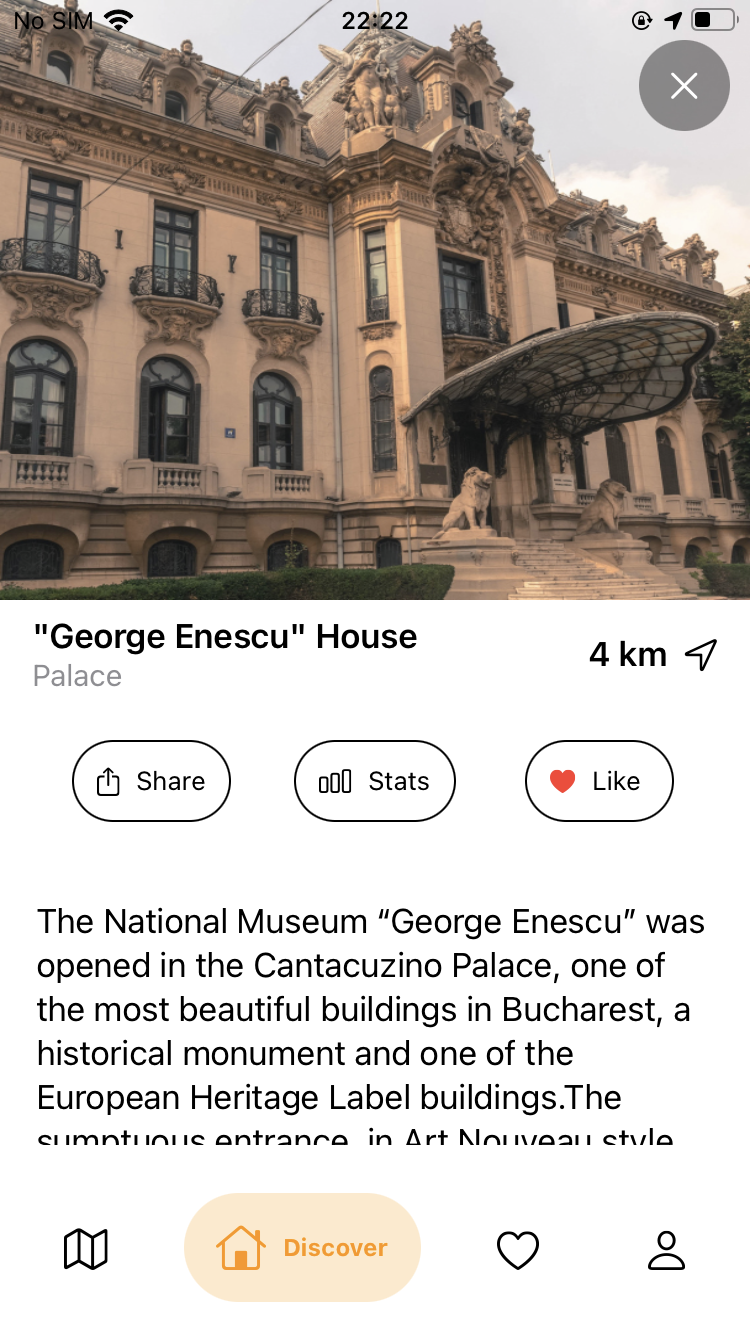 No SIM 22:22
"George Enescu" House
Palace
4 km
Share Stats Like
The National Museum “George Enescu” was
opened in the Cantacuzino Palace, one of
the most beautiful buildings in Bucharest, a
historical monument and one of the
European Heritage Label buildings.The
sumptuous entrance, in Art Nouveau style
Discover